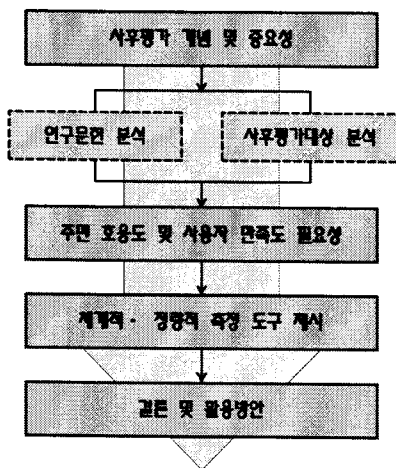 사후평가 개념 및 중요성
연구문헌 분석
사후평가대상 분석
주민 호응도 및 사용자 만족도 필요성
체계적 · 정량적 측정 도구 제시
결론 및 활용방안